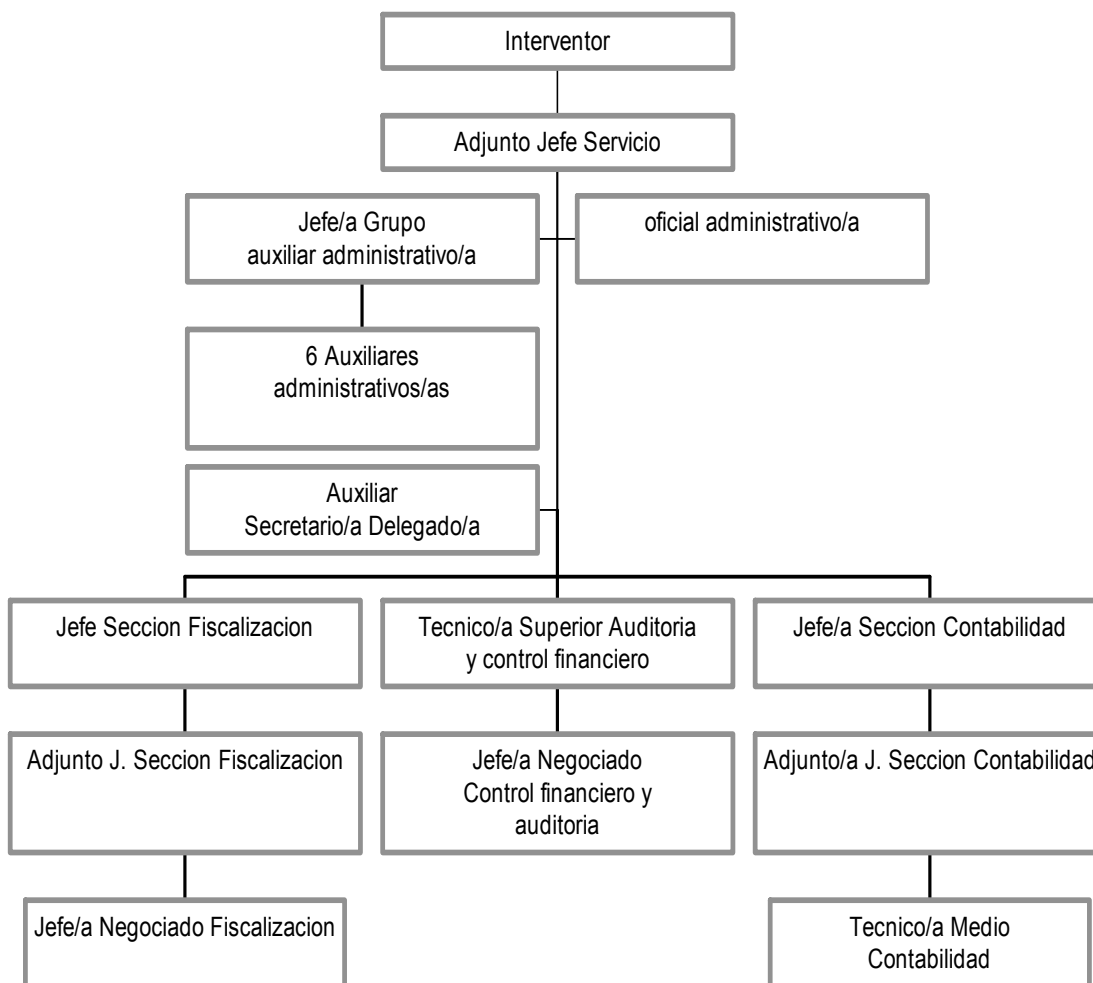 Interventor
Adjunto Jefe Servicio
Jefe/a Grupo
auxiliar administrativo/a
oficial administrativo/a
6 Auxiliares
administrativos/as
Auxiliar
Secretario/a Delegado/a
Jefe Seccion Fiscalizacion
Tecnico/a Superior Auditoria
y control financiero
Jefe/a Seccion Contabilidad
Adjunto J. Seccion Fiscalizacion
Jefe/a Negociado
Control financiero y
auditoria
Adjunto/a J. Seccion Contabilidad
Jefe/a Negociado Fiscalizacion
Tecnico/a Medio
Contabilidad